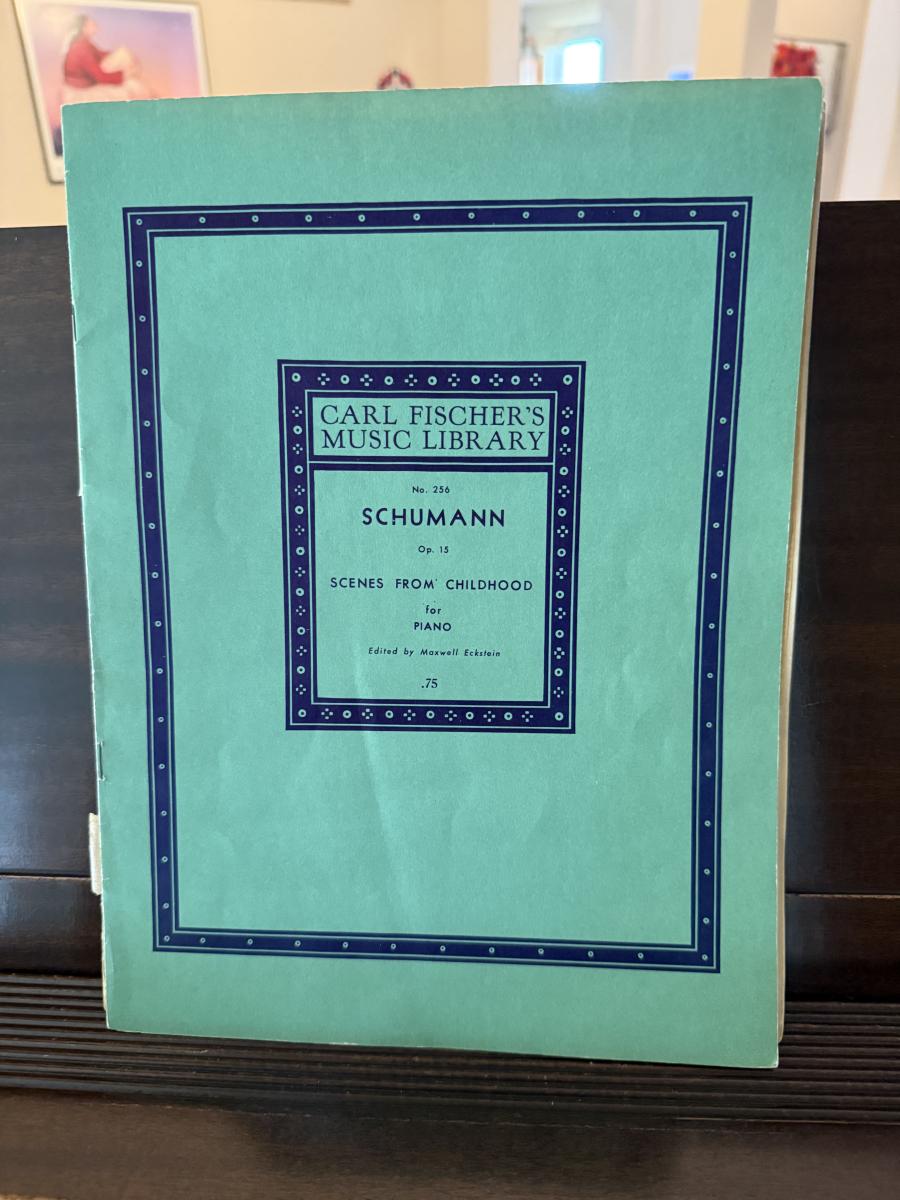 CARL FISCHER'S
MUSIC LIBRARY
No. 256
SCHUMANN
Op. 15
SCENES FROM CHILDHOOD
for
PIANO
Edited by Maxwell Eckstein
.75